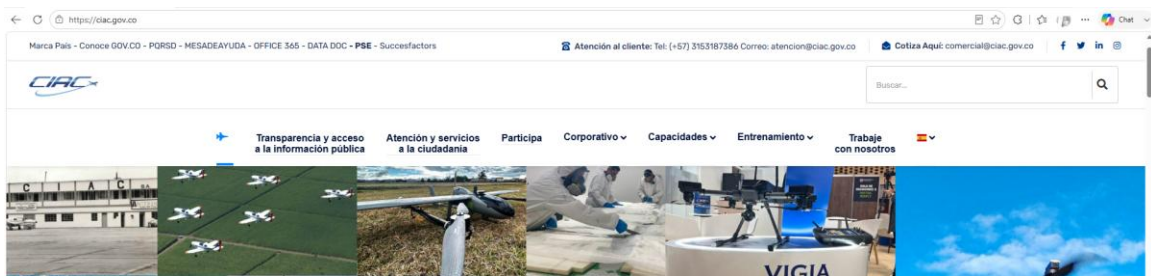 https://ciac.gov.co
Chat
Marca País - Conoce GOV.CO - PQRSD - MESADEAYUDA - OFFICE 365 - DATA DOC - PSE - Succesfactors
Atención al cliente: Tel: (+57) 3153187386 Correo: atencion@ciac.gov.co
Cotiza Aquí: comercial@ciac.gov.co
CIAC
Buscar...
Transparencia y acceso
a la información pública
Atención y servicios
a la ciudadanía
Participa
Corporativo
Capacidades
Entrenamiento
Trabaje
con nosotros
C I A C
VIGIA